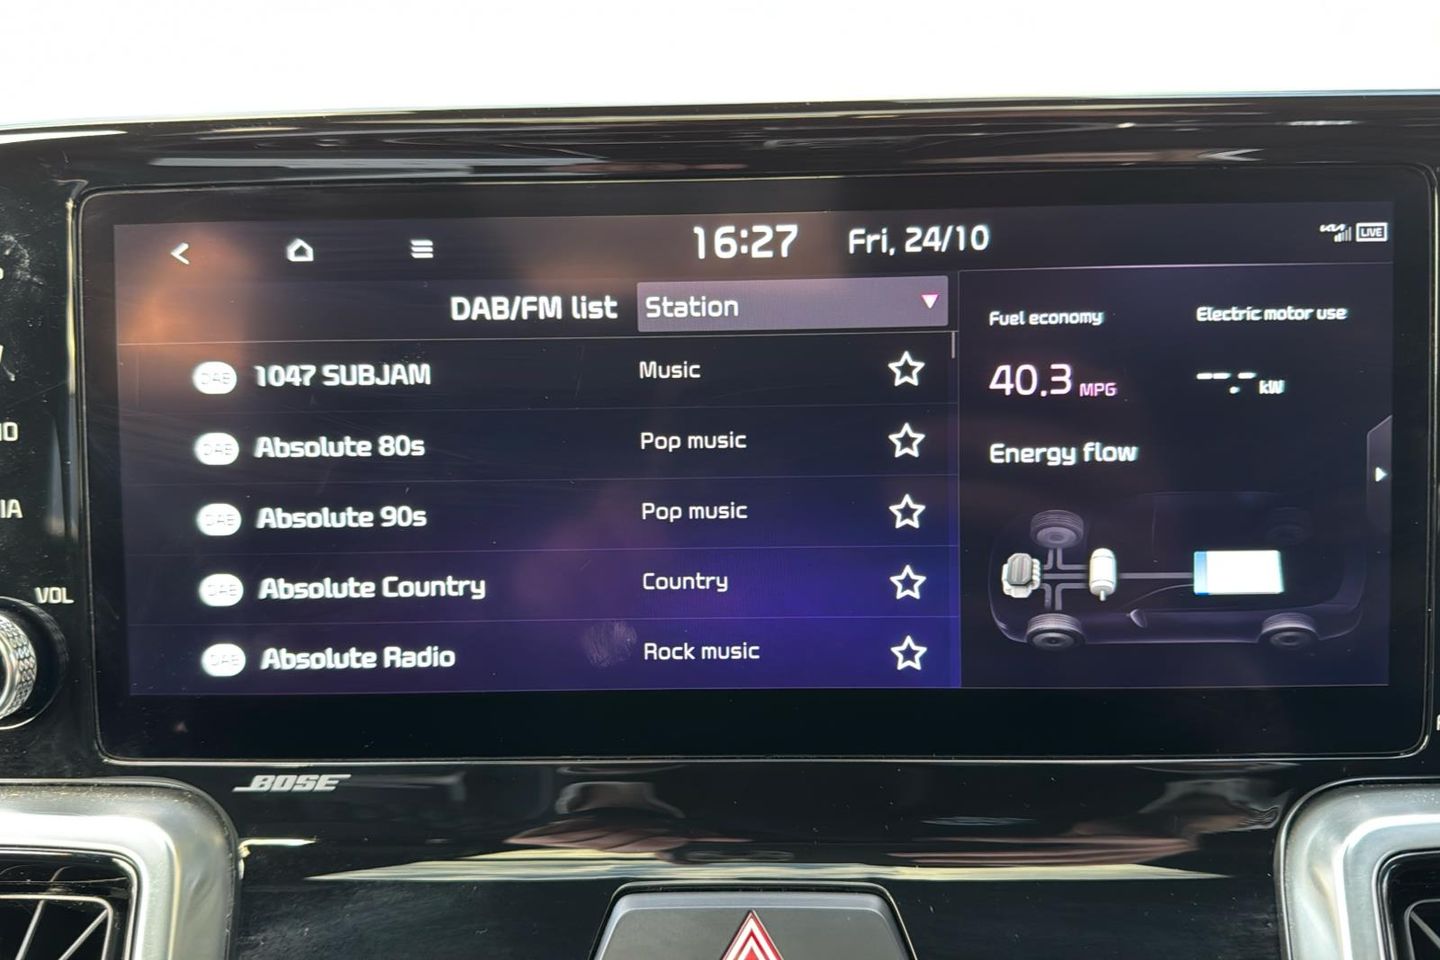 16:27 Fri, 24/10
LIVE
DAB/FM list Station
Fuel economy Electric motor use
40.3 MPG --.- kW
DAB 1047 SUBJAM Music
DAB Absolute 80s Pop music
DAB Absolute 90s Pop music
DAB Absolute Country Country
DAB Absolute Radio Rock music
Energy flow
VOL
BOSE